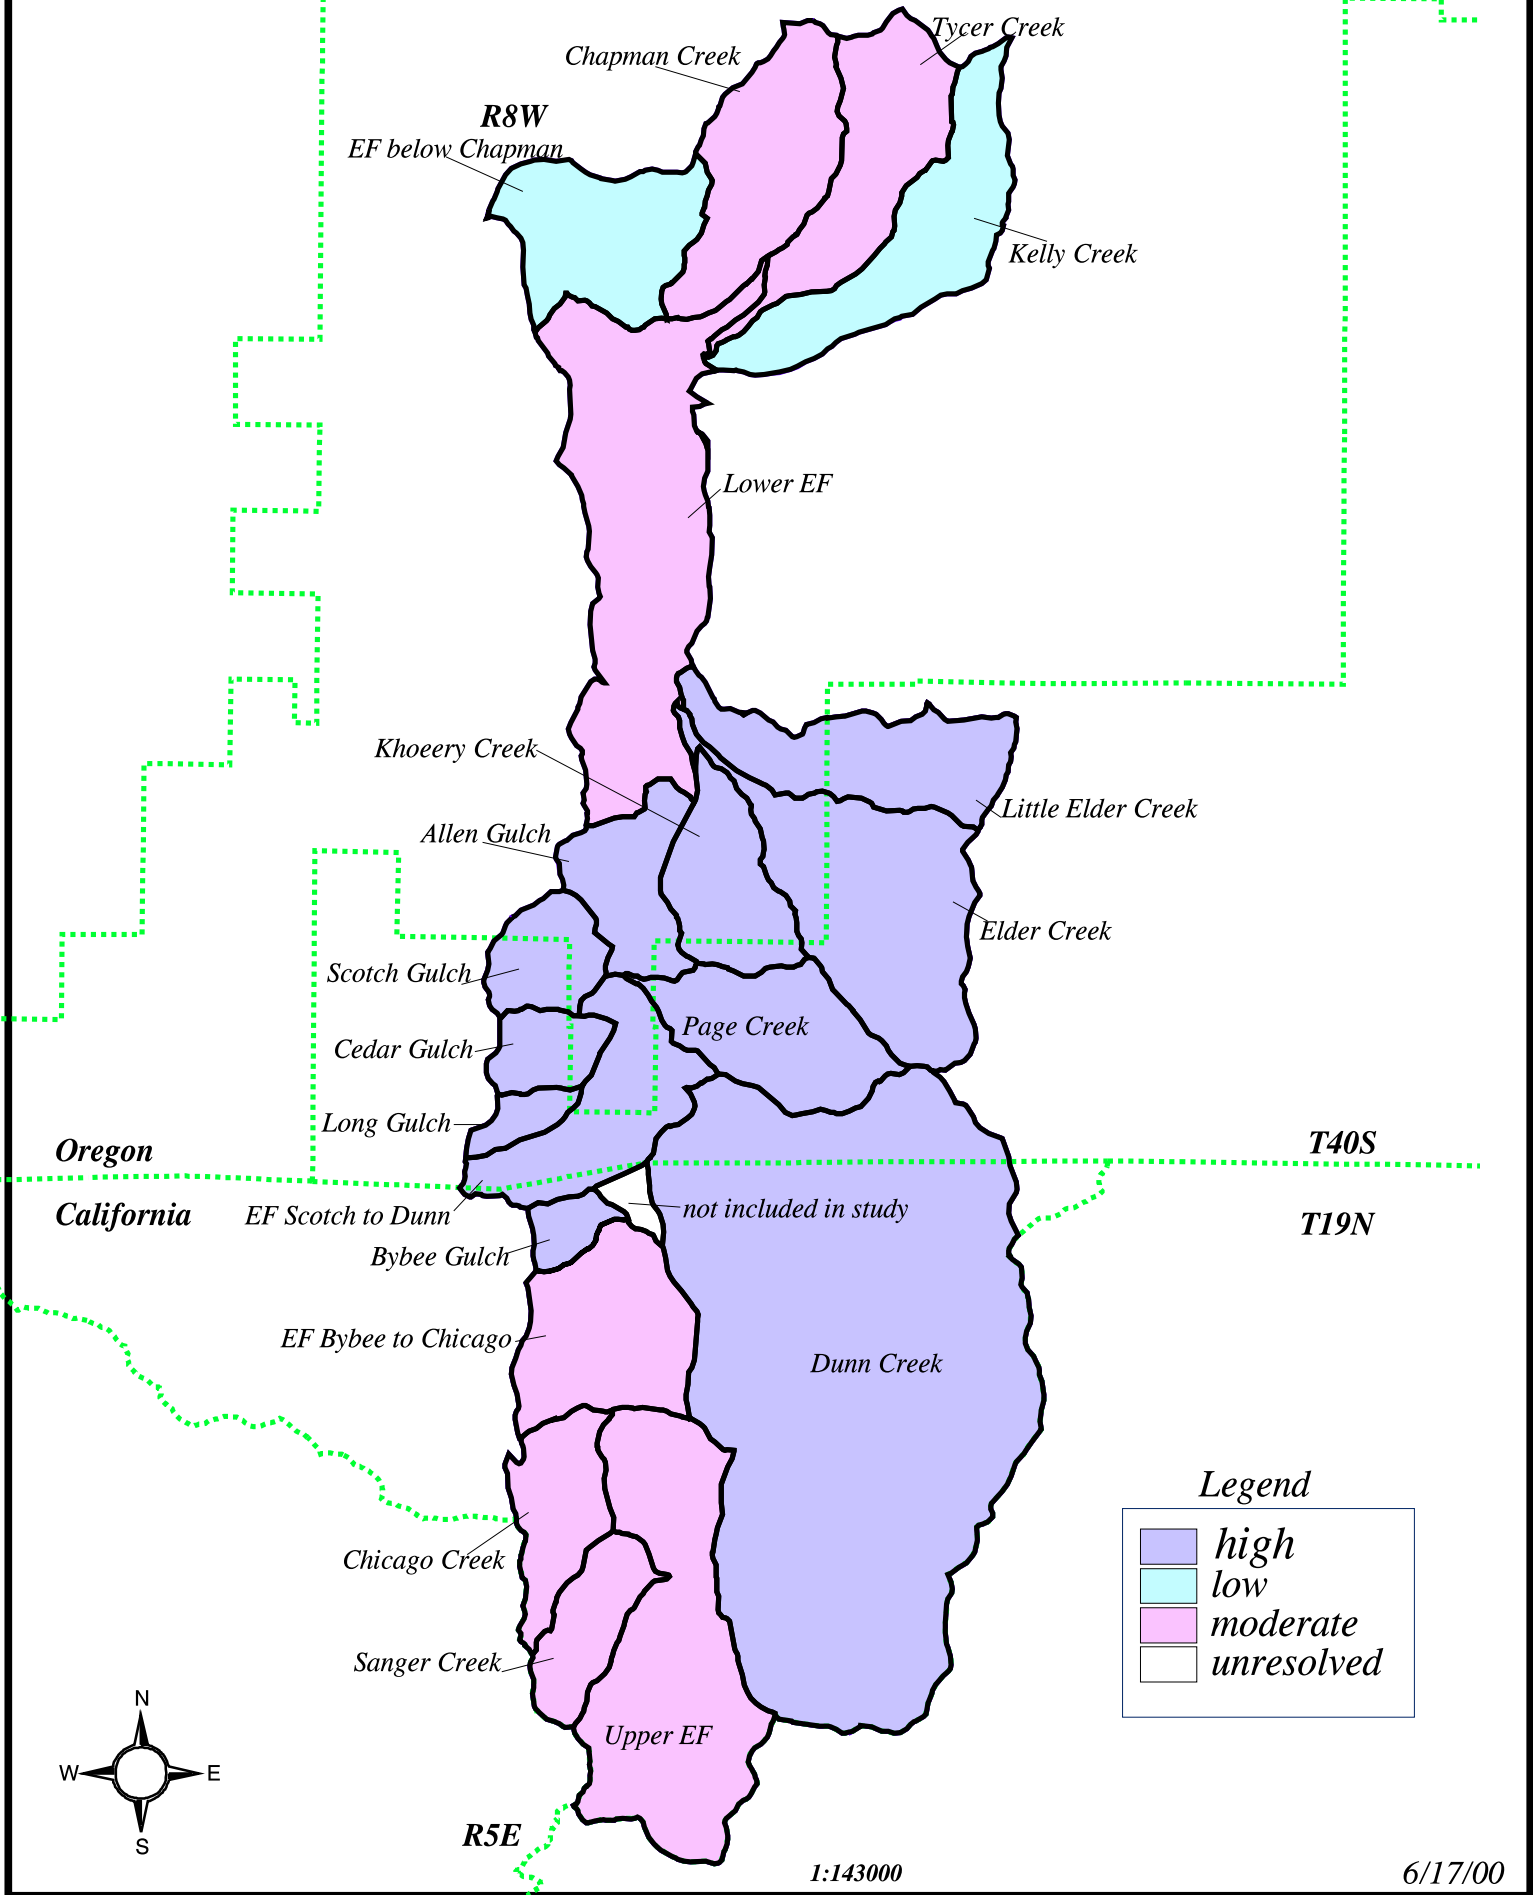 Tycer Creek
Chapman Creek
R8W
EF below Chapman
Kelly Creek
Lower EF
Khoeery Creek
Little Elder Creek
Allen Gulch
Elder Creek
Scotch Gulch
Page Creek
Cedar Gulch
Long Gulch
Oregon
T40S
California
EF Scotch to Dunn
not included in study
T19N
Bybee Gulch
EF Bybee to Chicago
Dunn Creek
Legend
high
low
moderate
unresolved
Chicago Creek
Sanger Creek
Upper EF
N
W
E
S
R5E
1:143000
6/17/00